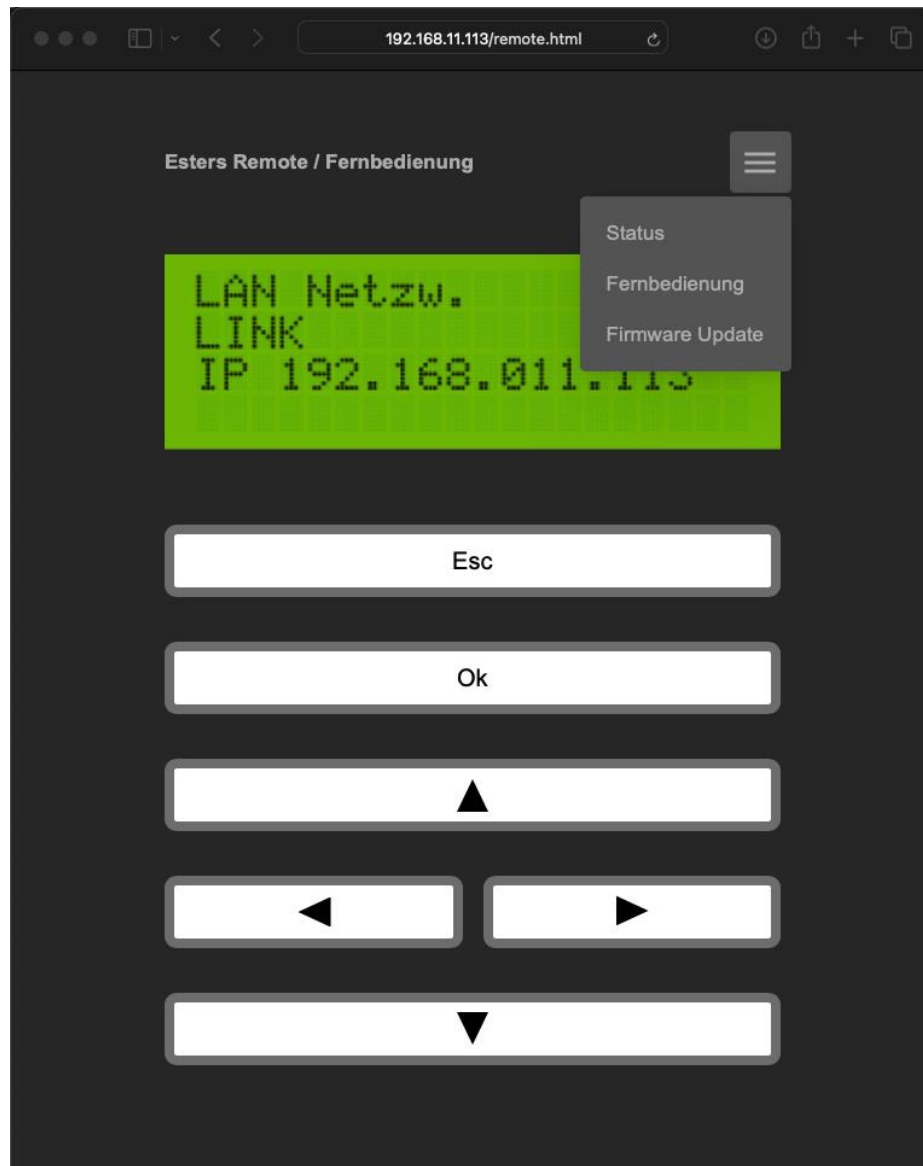 192.168.11.113/remote.html
Esters Remote / Fernbedienung
Status
Fernbedienung
Firmware Update
LAN Netzw.
LINK
IP 192.168.011.113
Esc
Ok